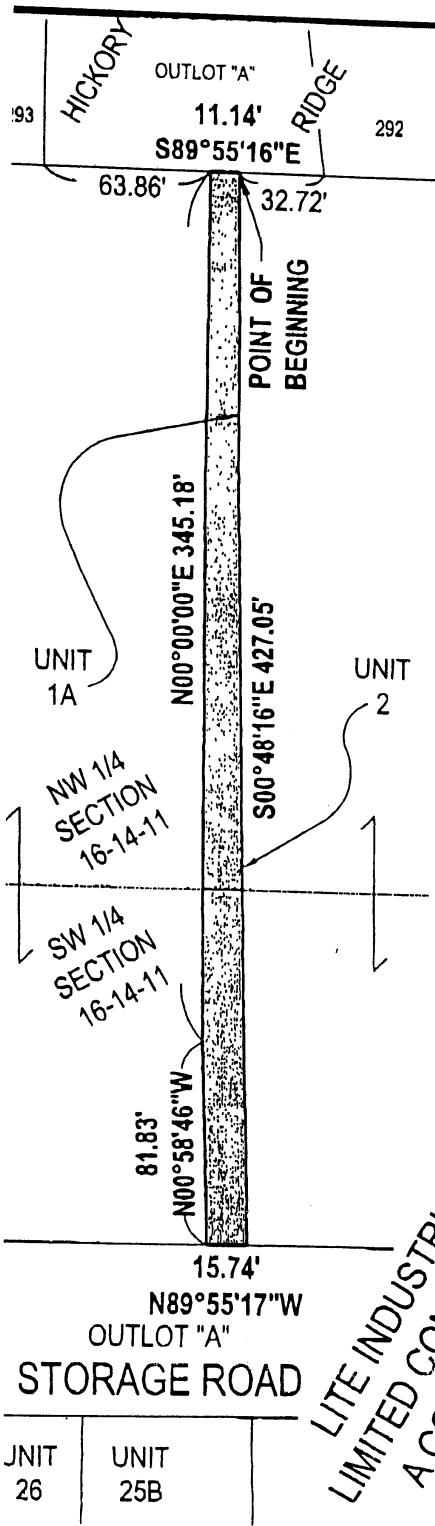 HICKORY
OUTLOT "A"
RIDGE
11.14'
292
S89°55'16"E
63.86'
32.72'
POINT OF
BEGINNING
N00°00'00"E 345.18'
S00°48'16"E 427.05'
UNIT
1A
UNIT
2
NW 1/4
SECTION
16-14-11
SW 1/4
SECTION
16-14-11
81.83'
N00°58'46"W
15.74'
N89°55'17"W
OUTLOT "A"
STORAGE ROAD
LITE INDUSTRI
LIMITED CO
A CO
UNIT
26
UNIT
25B